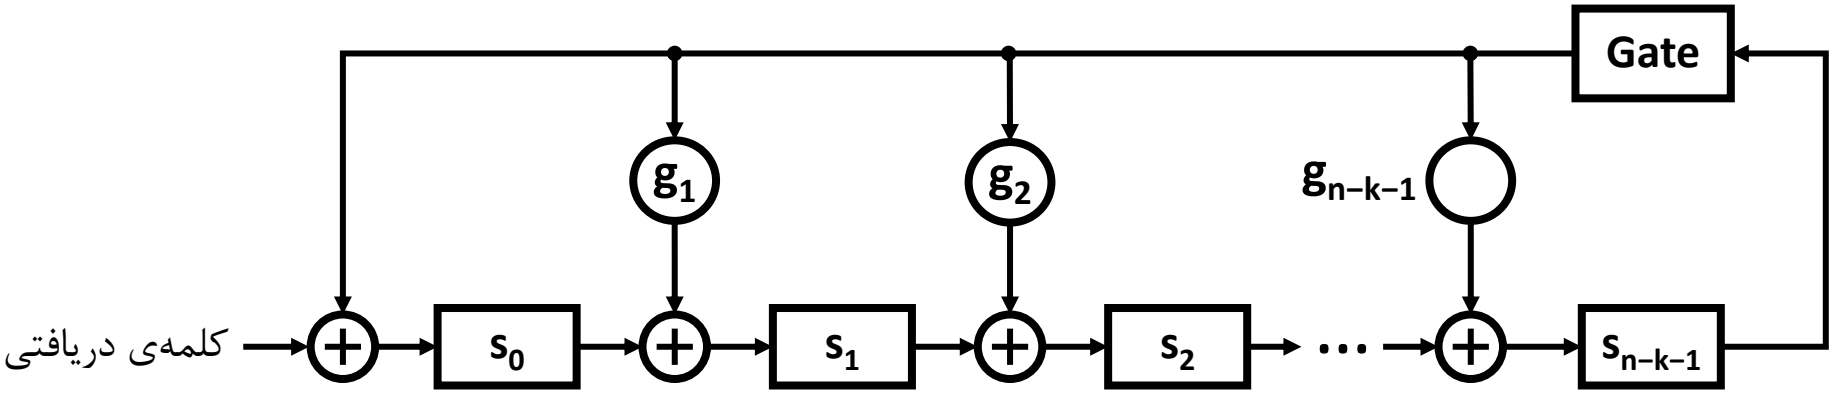 Gate
g₁
g₂
gₙ₋ₖ₋₁
کلمه‌ی دریافتی
+
s₀
+
s₁
+
s₂
...
+
sₙ₋ₖ₋₁